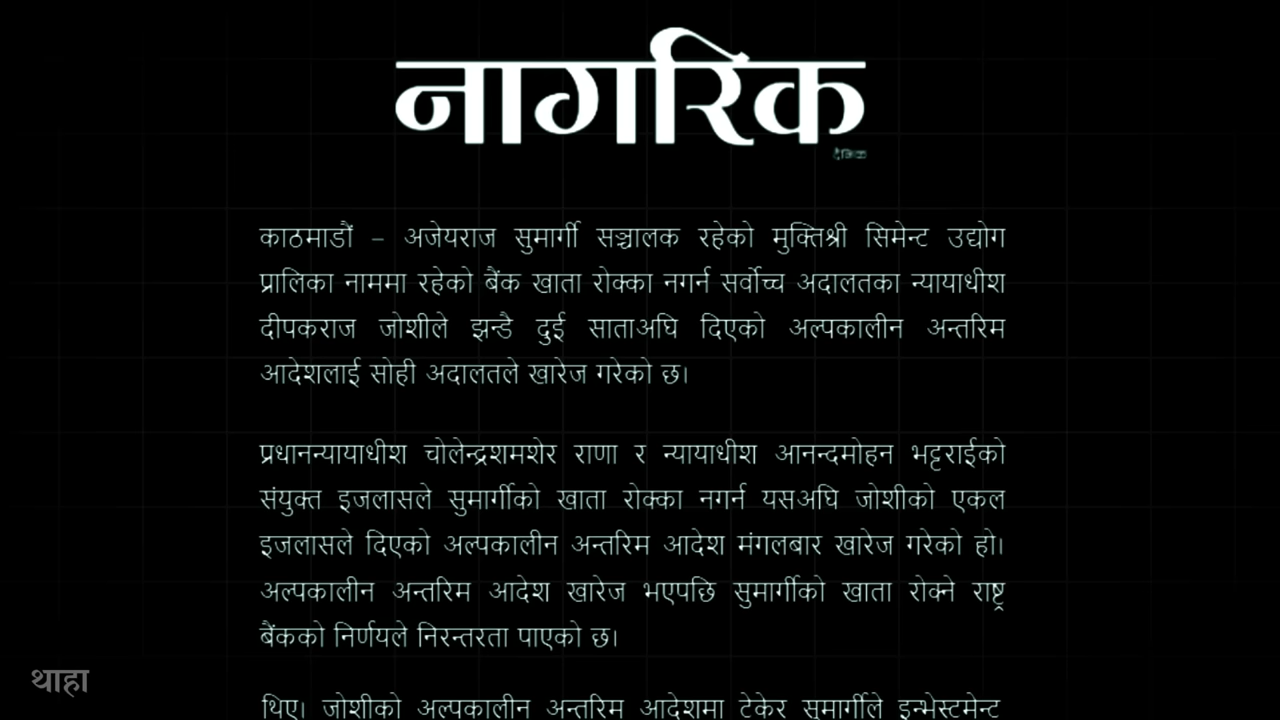 नागरिक
दैनिक
काठमाडौं – अजेयराज सुमार्गी सञ्चालक रहेको मुक्तिश्री सिमेन्ट उद्योग
प्रालिका नाममा रहेको बैंक खाता रोक्का नगर्न सर्वोच्च अदालतका न्यायाधीश
दीपकराज जोशीले झन्डै दुई साताअघि दिएको अल्पकालीन अन्तरिम
आदेशलाई सोही अदालतले खारेज गरेको छ।
प्रधानन्यायाधीश चोलेन्द्रशमशेर राणा र न्यायाधीश आनन्दमोहन भट्टराईको
संयुक्त इजलासले सुमार्गीको खाता रोक्का नगर्न यसअघि जोशीको एकल
इजलासले दिएको अल्पकालीन अन्तरिम आदेश मंगलबार खारेज गरेको हो।
अल्पकालीन अन्तरिम आदेश खारेज भएपछि सुमार्गीको खाता रोक्ने राष्ट्र
बैंकको निर्णयले निरन्तरता पाएको छ।
थिए। जोशीको अल्पकालीन अन्तरिम आदेशमा टेकेर सुमार्गीले इन्भेस्टमेन्ट
थाहा